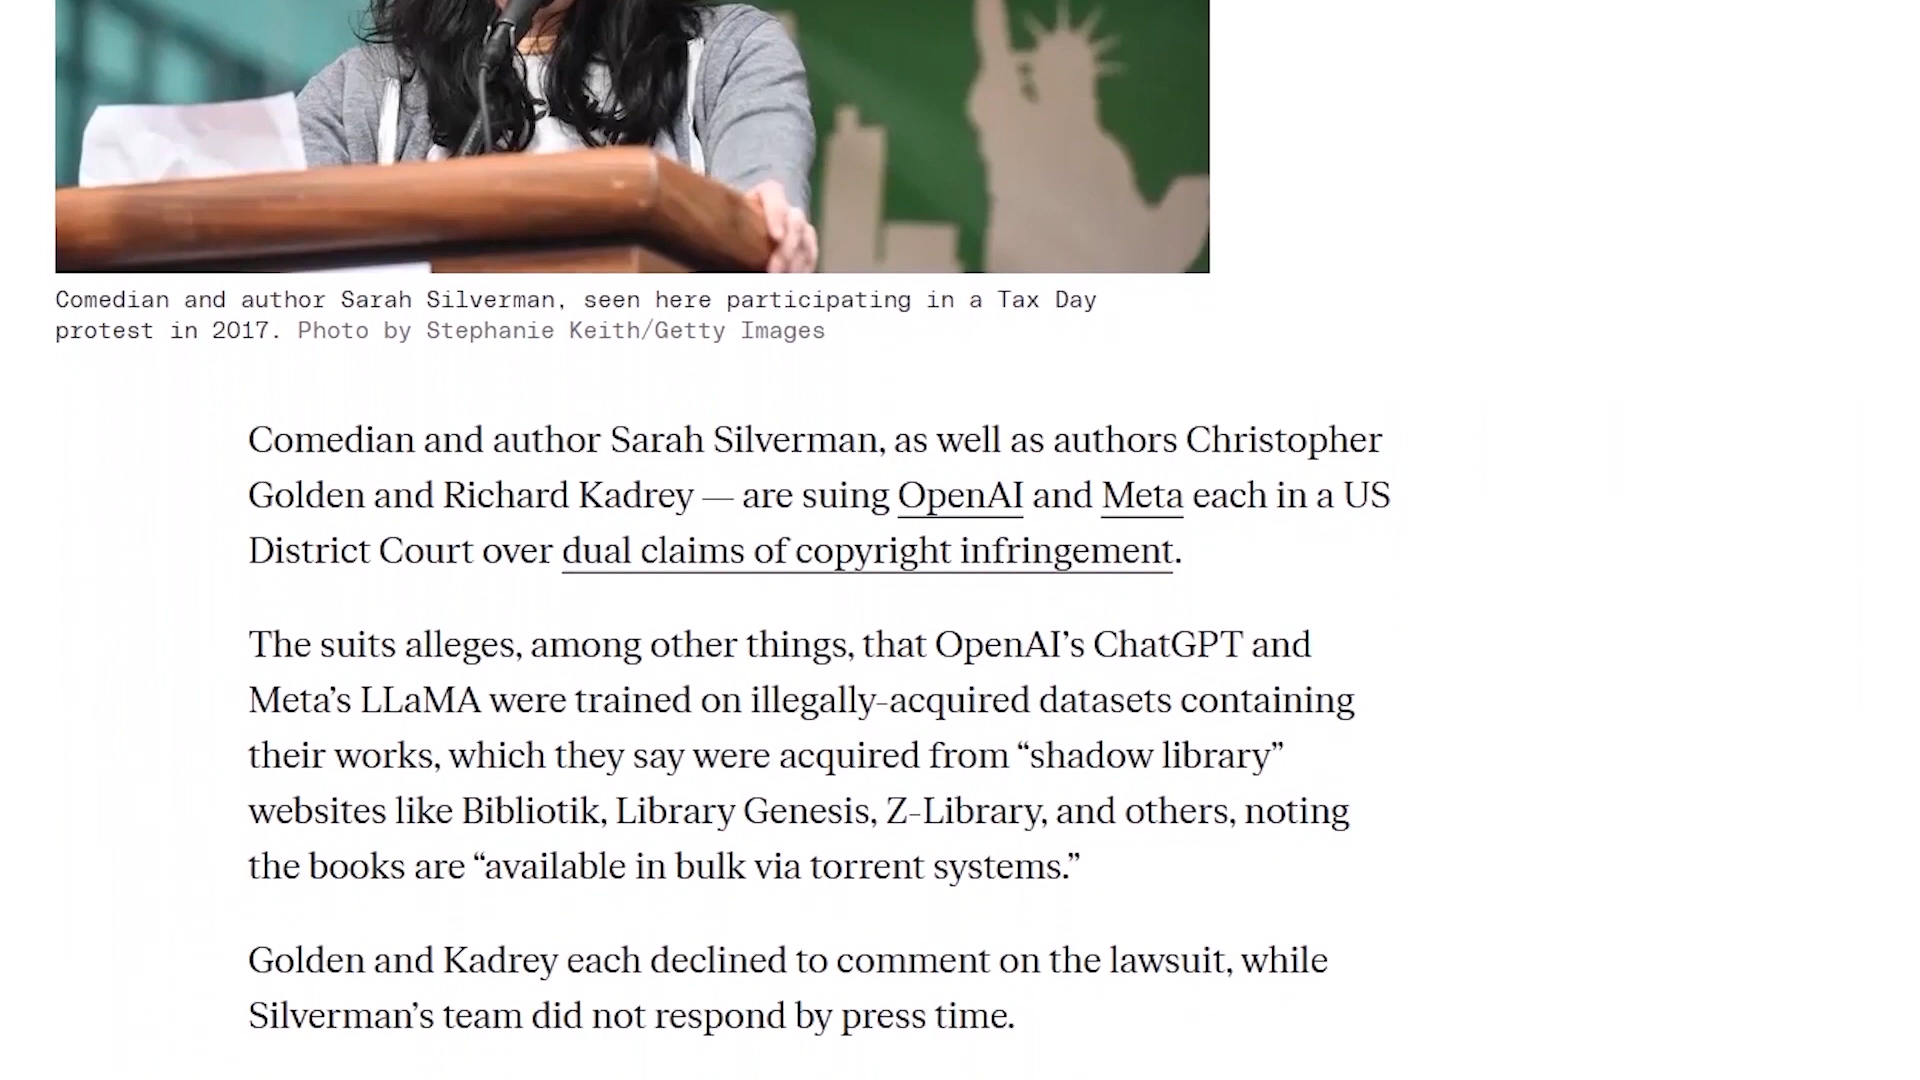 Comedian and author Sarah Silverman, seen here participating in a Tax Day
protest in 2017. Photo by Stephanie Keith/Getty Images
Comedian and author Sarah Silverman, as well as authors Christopher
Golden and Richard Kadrey — are suing OpenAI and Meta each in a US
District Court over dual claims of copyright infringement.
The suits alleges, among other things, that OpenAI’s ChatGPT and
Meta’s LLaMA were trained on illegally-acquired datasets containing
their works, which they say were acquired from “shadow library”
websites like Bibliotik, Library Genesis, Z-Library, and others, noting
the books are “available in bulk via torrent systems.”
Golden and Kadrey each declined to comment on the lawsuit, while
Silverman’s team did not respond by press time.